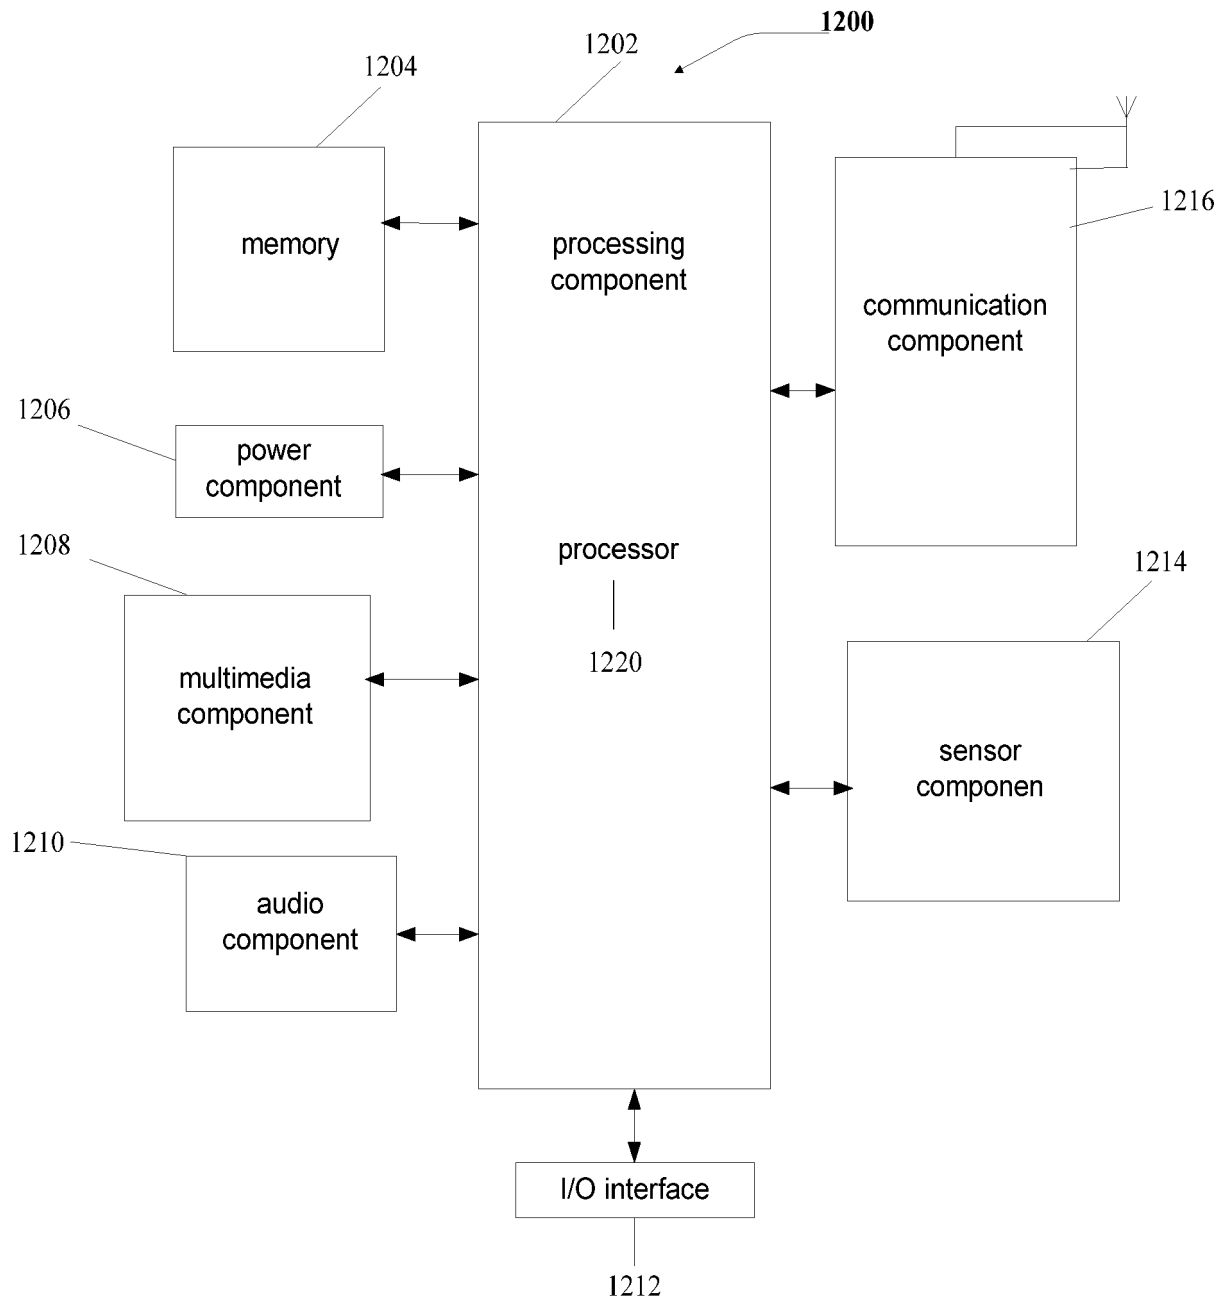 1200
1202
1204
1216
memory
processing
component
communication
component
1206
power
component
1208
processor
1220
1214
multimedia
component
sensor
componen
1210
audio
component
I/O interface
1212